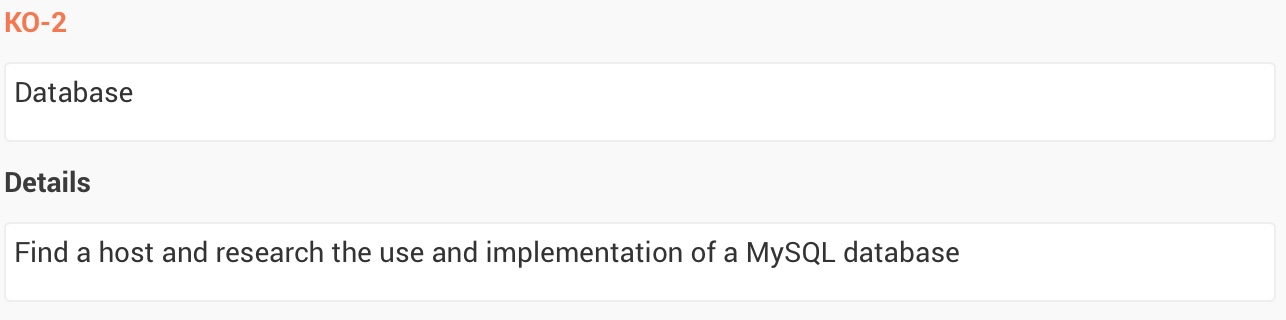 KO-2
Database
Details
Find a host and research the use and implementation of a MySQL database